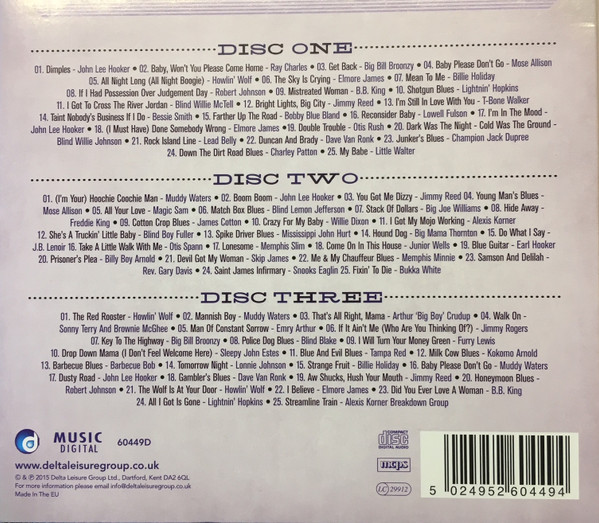 DISC ONE
01. Dimples - John Lee Hooker • 02. Baby, Won't You Please Come Home - Ray Charles • 03. Get Back - Big Bill Broonzy • 04. Baby Please Don't Go - Mose Allison
05. All Night Long (All Night Boogie) - Howlin' Wolf • 06. The Sky Is Crying - Elmore James • 07. Mean To Me - Billie Holiday
08. If I Had Possession Over Judgement Day - Robert Johnson • 09. Mistreated Woman - B.B. King • 10. Shotgun Blues - Lightnin' Hopkins
11. I Got To Cross The River Jordan - Blind Willie McTell • 12. Bright Lights, Big City - Jimmy Reed • 13. I'm Still In Love With You - T-Bone Walker
14. Taint Nobody's Business If I Do - Bessie Smith • 15. Farther Up The Road - Bobby Blue Bland • 16. Reconsider Baby - Lowell Fulson • 17. I'm In The Mood -
John Lee Hooker • 18. (I Must Have) Done Somebody Wrong - Elmore James • 19. Double Trouble - Otis Rush • 20. Dark Was The Night - Cold Was The Ground -
Blind Willie Johnson • 21. Rock Island Line - Lead Belly • 22. Duncan And Brady - Dave Van Ronk • 23. Junker's Blues - Champion Jack Dupree
24. Down The Dirt Road Blues - Charley Patton • 25. My Babe - Little Walter
DISC TWO
01. (I'm Your) Hoochie Coochie Man - Muddy Waters • 02. Boom Boom - John Lee Hooker • 03. You Got Me Dizzy - Jimmy Reed 04. Young Man's Blues -
Mose Allison • 05. All Your Love - Magic Sam • 06. Match Box Blues - Blind Lemon Jefferson • 07. Stack Of Dollars - Big Joe Williams • 08. Hide Away -
Freddie King • 09. Cotton Crop Blues - James Cotton • 10. Crazy For My Baby - Willie Dixon • 11. I Got My Mojo Working - Alexis Korner
12. She's A Truckin' Little Baby - Blind Boy Fuller • 13. Spike Driver Blues - Mississippi John Hurt • 14. Hound Dog - Big Mama Thornton • 15. Do What I Say -
J.B. Lenoir 16. Take A Little Walk With Me - Otis Spann • 17. Lonesome - Memphis Slim • 18. Come On In This House - Junior Wells • 19. Blue Guitar - Earl Hooker
20. Prisoner's Plea - Billy Boy Arnold • 21. Devil Got My Woman - Skip James • 22. Me & My Chauffeur Blues - Memphis Minnie • 23. Samson And Delilah -
Rev. Gary Davis • 24. Saint James Infirmary - Snooks Eaglin 25. Fixin' To Die - Bukka White
DISC THREE
01. The Red Rooster - Howlin' Wolf • 02. Mannish Boy - Muddy Waters • 03. That's All Right, Mama - Arthur 'Big Boy' Crudup • 04. Walk On -
Sonny Terry And Brownie McGhee • 05. Man Of Constant Sorrow - Emry Arthur • 06. If It Ain't Me (Who Are You Thinking Of?) - Jimmy Rogers
07. Key To The Highway - Big Bill Broonzy • 08. Police Dog Blues - Blind Blake • 09. I Will Turn Your Money Green - Furry Lewis
10. Drop Down Mama (I Don't Feel Welcome Here) - Sleepy John Estes • 11. Blue And Evil Blues - Tampa Red • 12. Milk Cow Blues - Kokomo Arnold
13. Barbecue Blues - Barbecue Bob • 14. Tomorrow Night - Lonnie Johnson • 15. Strange Fruit - Billie Holiday • 16. Baby Please Don't Go - Muddy Waters
17. Dusty Road - John Lee Hooker • 18. Gambler's Blues - Dave Van Ronk • 19. Aw Shucks, Hush Your Mouth - Jimmy Reed • 20. Honeymoon Blues -
Robert Johnson • 21. The Wolf Is At Your Door - Howlin' Wolf • 22. I Believe - Elmore James • 23. Did You Ever Love A Woman - B.B. King
24. All I Got Is Gone - Lightnin' Hopkins • 25. Streamline Train - Alexis Korner Breakdown Group
d MUSIC DIGITAL 60449D
www.deltaleisuregroup.co.uk
© & ℗ 2015 Delta Leisure Group Ltd., Dartford, Kent DA2 6QL
For more information please email info@deltaleisuregroup.co.uk
Made In The EU
COMPACT disc DIGITAL AUDIO
mcps
LC 29912
5 024952 604494